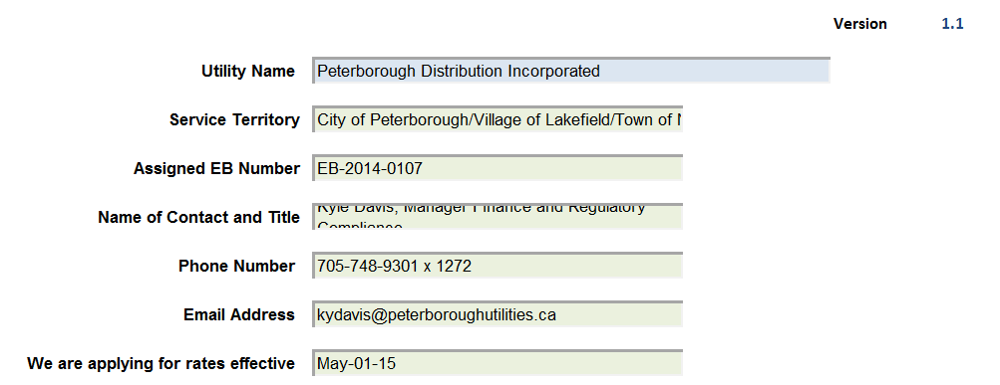 Version 1.1
Utility Name Peterborough Distribution Incorporated
Service Territory City of Peterborough/Village of Lakefield/Town of
Assigned EB Number EB-2014-0107
Name of Contact and Title Kyle Davis, Manager Finance and Regulatory
Compliance
Phone Number 705-748-9301 x 1272
Email Address kydavis@peterboroughutilities.ca
We are applying for rates effective May-01-15